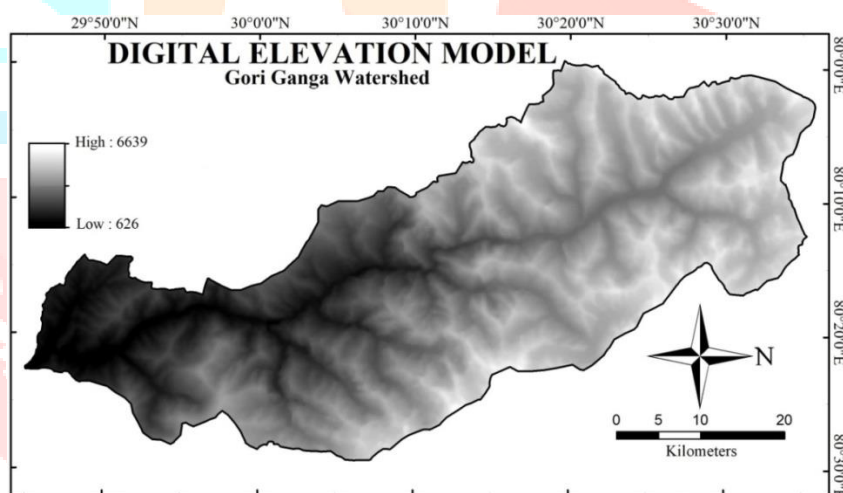 29°50'0"N 30°00'0"N 30°10'0"N 30°20'0"N 30°30'0"N
DIGITAL ELEVATION MODEL
Gori Ganga Watershed
High : 6639
Low : 626
80°0'0"E
80°10'0"E
80°20'0"E
80°30'0"E
N
0 5 10 20
Kilometers